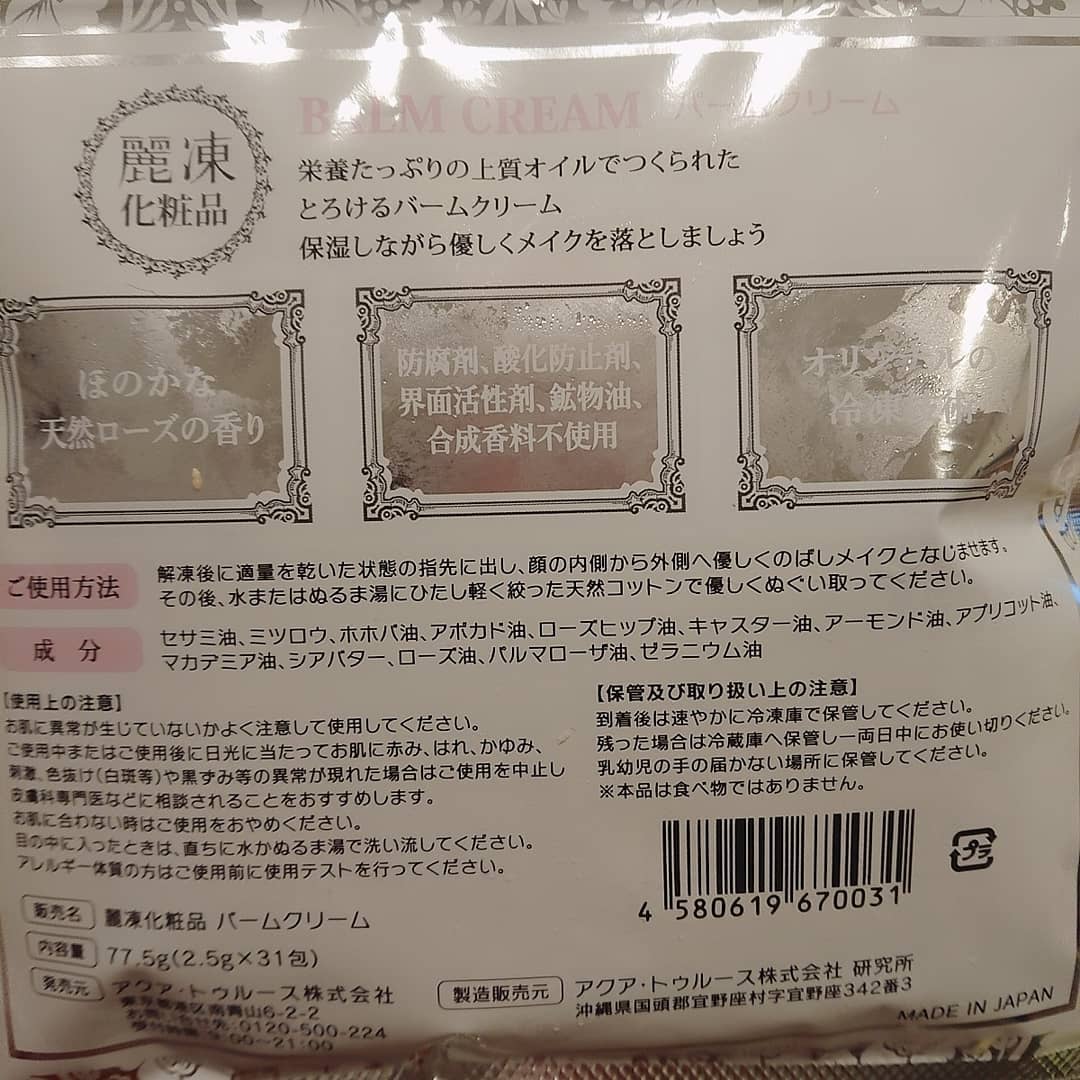 麗凍
化粧品
BALM CREAM バームクリーム
栄養たっぷりの上質オイルでつくられた
とろけるバームクリーム
保湿しながら優しくメイクを落としましょう
ほのかな
天然ローズの香り
防腐剤、酸化防止剤、
界面活性剤、鉱物油、
合成香料不使用
オリジナルの
冷凍
ご使用方法
解凍後に適量を乾いた状態の指先に出し、顔の内側から外側へ優しくのばしメイクとなじませます。
その後、水またはぬるま湯にひたし軽く絞った天然コットンで優しくぬぐい取ってください。
成 分
セサミ油、ミツロウ、ホホバ油、アボカド油、ローズヒップ油、キャスター油、アーモンド油、アプリコット油、
マカデミア油、シアバター、ローズ油、パルマローザ油、ゼラニウム油
【使用上の注意】
お肌に異常が生じていないかよく注意して使用してください。
ご使用中またはご使用後に日光に当たってお肌に赤み、はれ、かゆみ、
刺激、色抜け(白斑等)や黒ずみ等の異常が現れた場合はご使用を中止し
皮膚科専門医などに相談されることをおすすめします。
お肌に合わない時はご使用をおやめください。
目の中に入ったときは、直ちに水かぬるま湯で洗い流してください。
アレルギー体質の方はご使用前に使用テストを行ってください。
【保管及び取り扱い上の注意】
到着後は速やかに冷凍庫で保管してください。
残った場合は冷蔵庫へ保管し一両日中にお使い切りください。
乳幼児の手の届かない場所に保管してください。
※本品は食べ物ではありません。
4 580619 670031
プラ
販売名 麗凍化粧品 バームクリーム
内容量 77.5g(2.5g×31包)
発売元 アクア・トゥルース株式会社
東京都港区南青山6-2-2
0120-500-224
9:00~21:00
製造販売元 アクア・トゥルース株式会社 研究所
沖縄県国頭郡宜野座村字宜野座342番3
MADE IN JAPAN